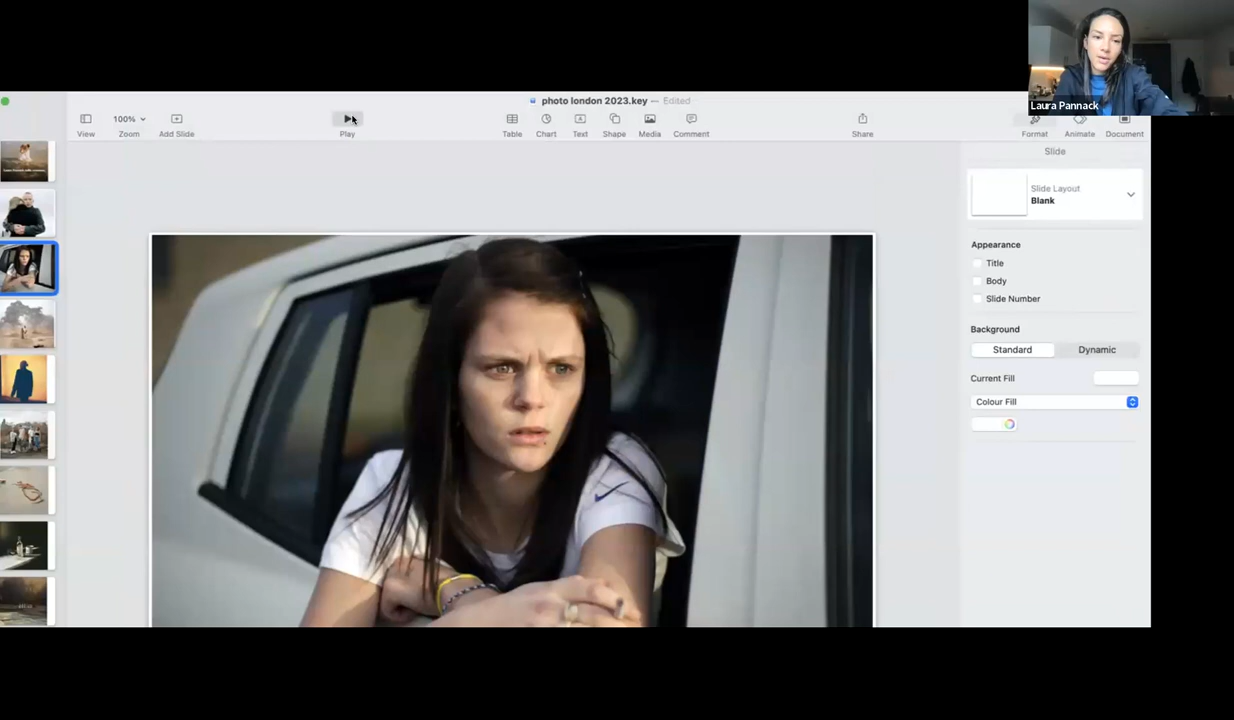 Laura Pannack
photo london 2023.key — Edited
100%
View
Zoom
Add Slide
Play
Table
Chart
Text
Shape
Media
Comment
Share
Format
Animate
Document
Slide
Slide Layout
Blank
Appearance
Title
Body
Slide Number
Background
Standard
Dynamic
Current Fill
Colour Fill